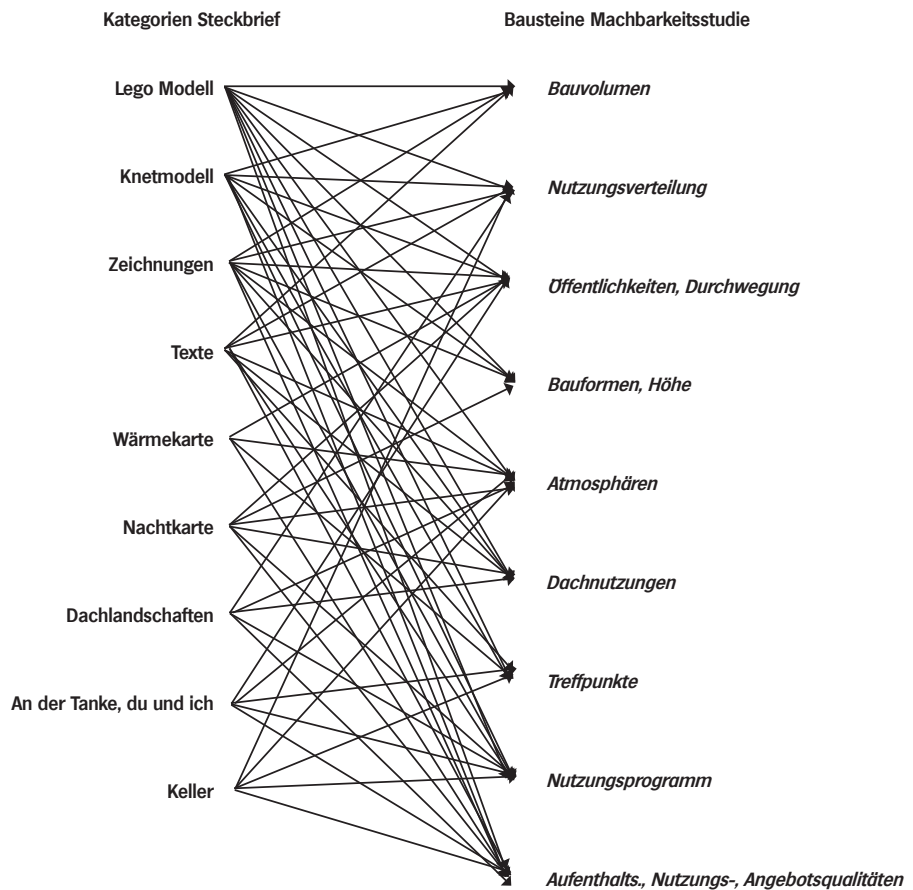 Kategorien Steckbrief
Bausteine Machbarkeitsstudie
Lego Modell
Bauvolumen
Knetmodell
Nutzungsverteilung
Zeichnungen
Öffentlichkeiten, Durchwegung
Texte
Bauformen, Höhe
Wärmekarte
Atmosphären
Nachtkarte
Dachnutzungen
Dachlandschaften
Treffpunkte
An der Tanke, du und ich
Nutzungsprogramm
Keller
Aufenthalts., Nutzungs-, Angebotsqualitäten